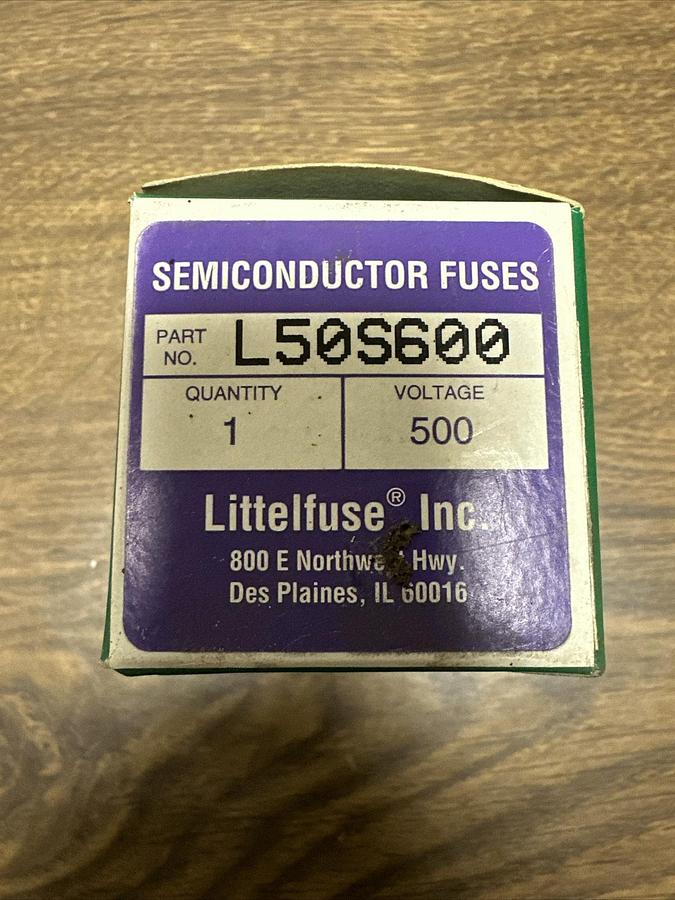 SEMICONDUCTOR FUSES
PART NO. L50S600
QUANTITY VOLTAGE
1 500
Littelfuse® Inc.
800 E Hwy.
Des Plaines, IL 60016